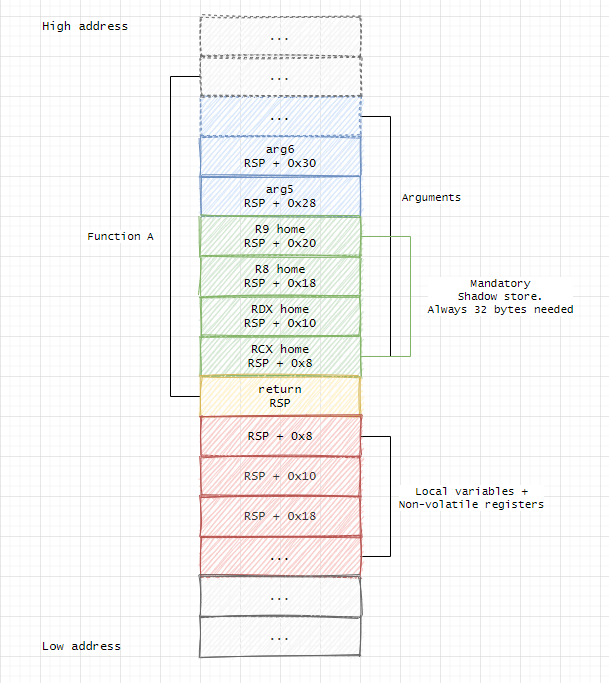 High address
...
...
...
arg6
RSP + 0x30
arg5
RSP + 0x28
Arguments
R9 home
RSP + 0x20
Function A
R8 home
RSP + 0x18
Mandatory
Shadow store.
Always 32 bytes needed
RDX home
RSP + 0x10
RCX home
RSP + 0x8
return
RSP
RSP + 0x8
RSP + 0x10
Local variables +
Non-volatile registers
RSP + 0x18
...
...
...
Low address